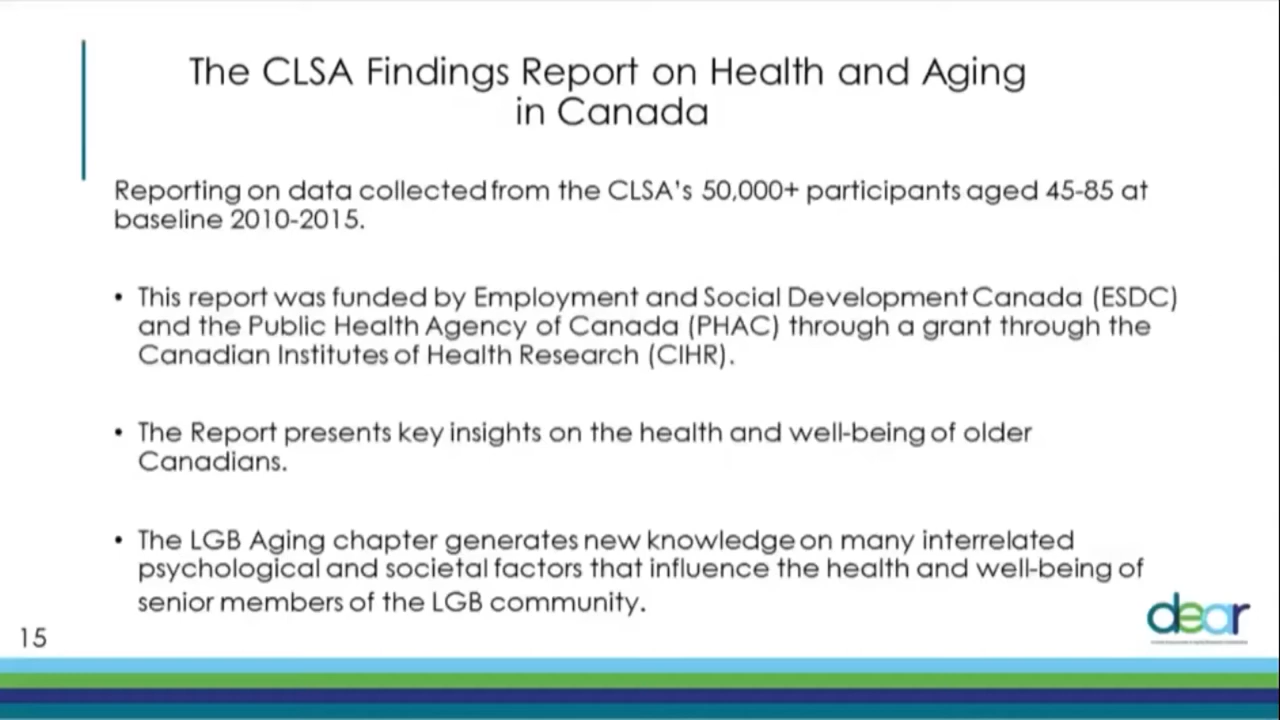 The CLSA Findings Report on Health and Aging
in Canada
Reporting on data collected from the CLSA's 50,000+ participants aged 45-85 at
baseline 2010-2015.
• This report was funded by Employment and Social Development Canada (ESDC)
and the Public Health Agency of Canada (PHAC) through a grant through the
Canadian Institutes of Health Research (CIHR).
• The Report presents key insights on the health and well-being of older
Canadians.
• The LGB Aging chapter generates new knowledge on many interrelated
psychological and societal factors that influence the health and well-being of
senior members of the LGB community.
dear
15